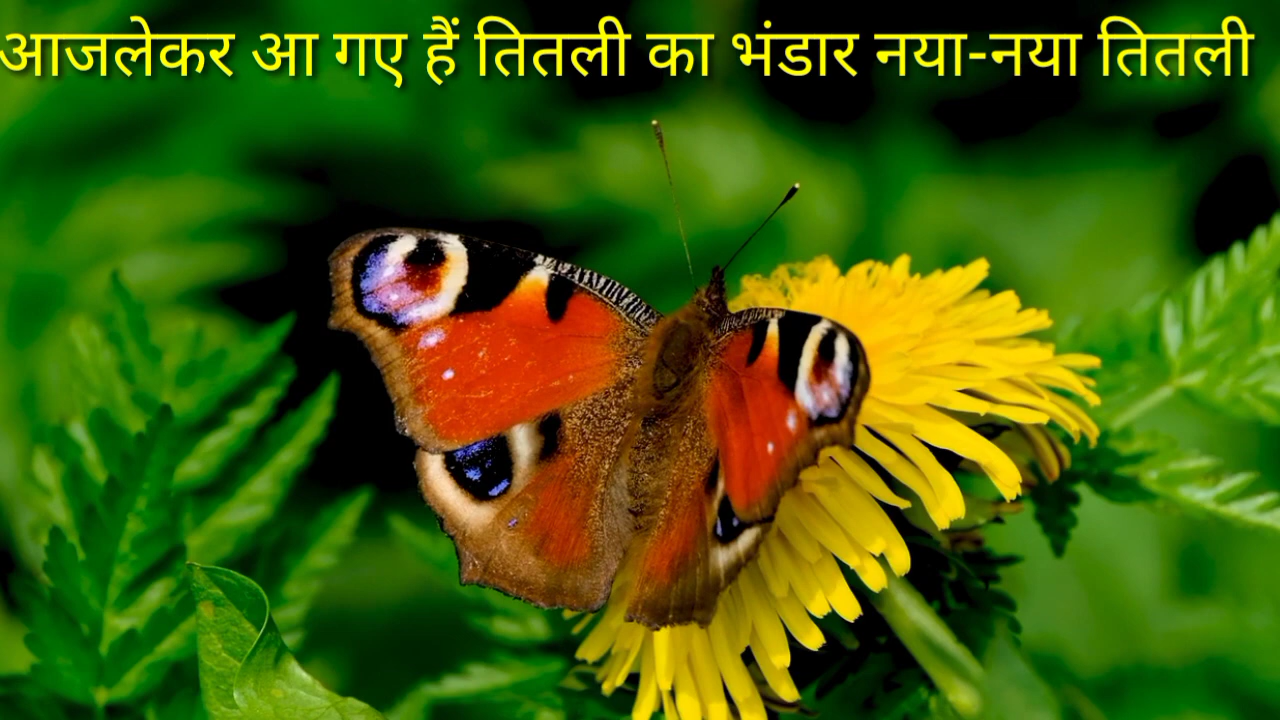 आजलेकर आ गए हैं तितली का भंडार नया-नया तितली